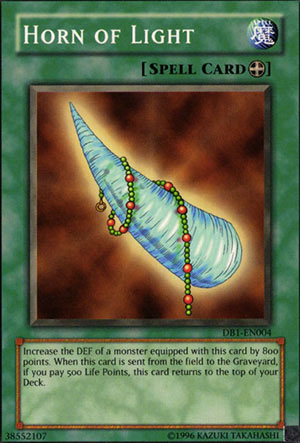 HORN OF LIGHT
魔
[SPELL CARD]
DB1-EN004
Increase the DEF of a monster equipped with this card by 800
points. When this card is sent from the field to the Graveyard,
if you pay 500 Life Points, this card returns to the top of your
Deck.
38552107
©1996 KAZUKI TAKAHASHI